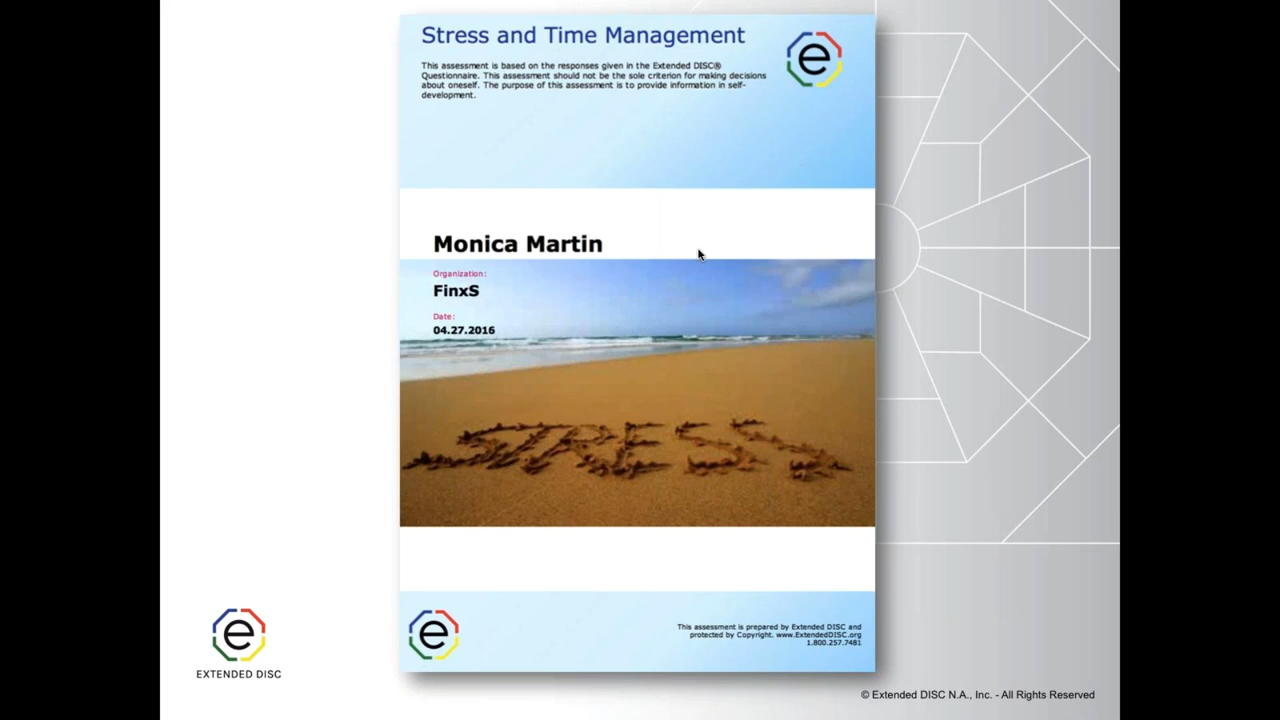 Stress and Time Management
This assessment is based on the responses given in the Extended DISC®
Questionnaire. This assessment should not be the sole criterion for making decisions
about oneself. The purpose of this assessment is to provide information in self-
development.
e
Monica Martin
Organization:
FinxS
Date:
04.27.2016
STRESS
e
This assessment is prepared by Extended DISC and
protected by Copyright. www.ExtendedDISC.org
1.800.257.7481
e
EXTENDED DISC
© Extended DISC N.A., Inc. - All Rights Reserved